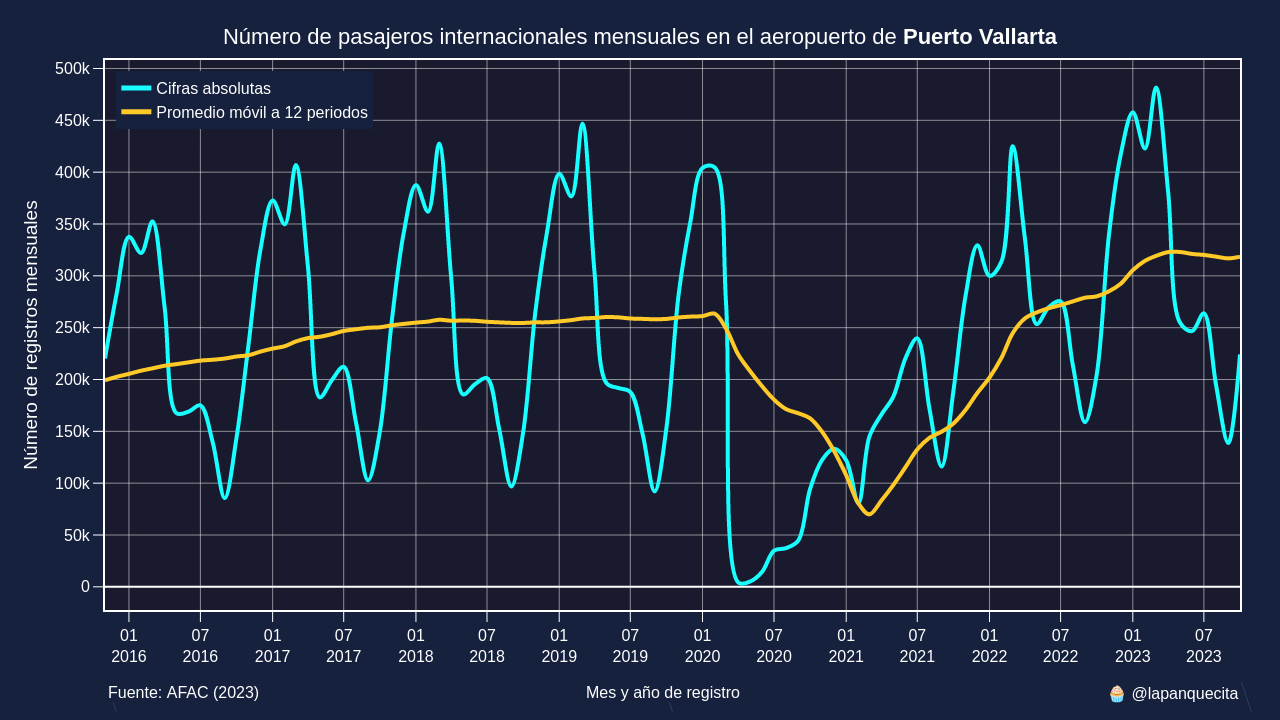 Número de pasajeros internacionales mensuales en el aeropuerto de Puerto Vallarta
Cifras absolutas
Promedio móvil a 12 periodos
Número de registros mensuales
500k
450k
400k
350k
300k
250k
200k
150k
100k
50k
0
01 07 01 07 01 07 01 07 01 07 01 07 01 07 01 07
2016 2016 2017 2017 2018 2018 2019 2019 2020 2020 2021 2021 2022 2022 2023 2023
Fuente: AFAC (2023) Mes y año de registro 🧁 @lapanquecita